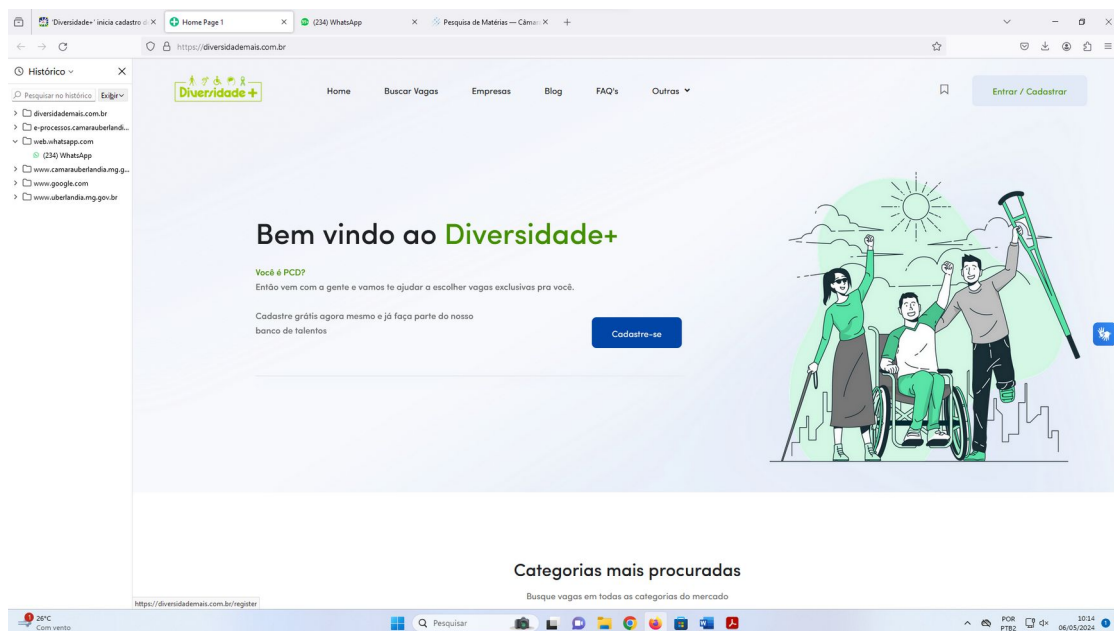 'Diversidade+' inicia cadastro d
Home Page 1
(234) WhatsApp
Pesquisa de Matérias — Câmar
https://diversidademais.com.br
Histórico
Pesquisar no histórico
Exibir
diversidademais.com.br
e-processos.camarauberlandi...
web.whatsapp.com
(234) WhatsApp
www.camarauberlandia.mg.g...
www.google.com
www.uberlandia.mg.gov.br
Diversidade +
Home
Buscar Vagas
Empresas
Blog
FAQ's
Outras
Entrar / Cadastrar
Bem vindo ao Diversidade+
Você é PCD?
Então vem com a gente e vamos te ajudar a escolher vagas exclusivas pra você.
Cadastre grátis agora mesmo e já faça parte do nosso
banco de talentos
Cadastre-se
Categorias mais procuradas
Busque vagas em todas as categorias do mercado
https://diversidademais.com.br/register
1
26°C
Com vento
Pesquisar
POR
PTB2
10:14
06/05/2024